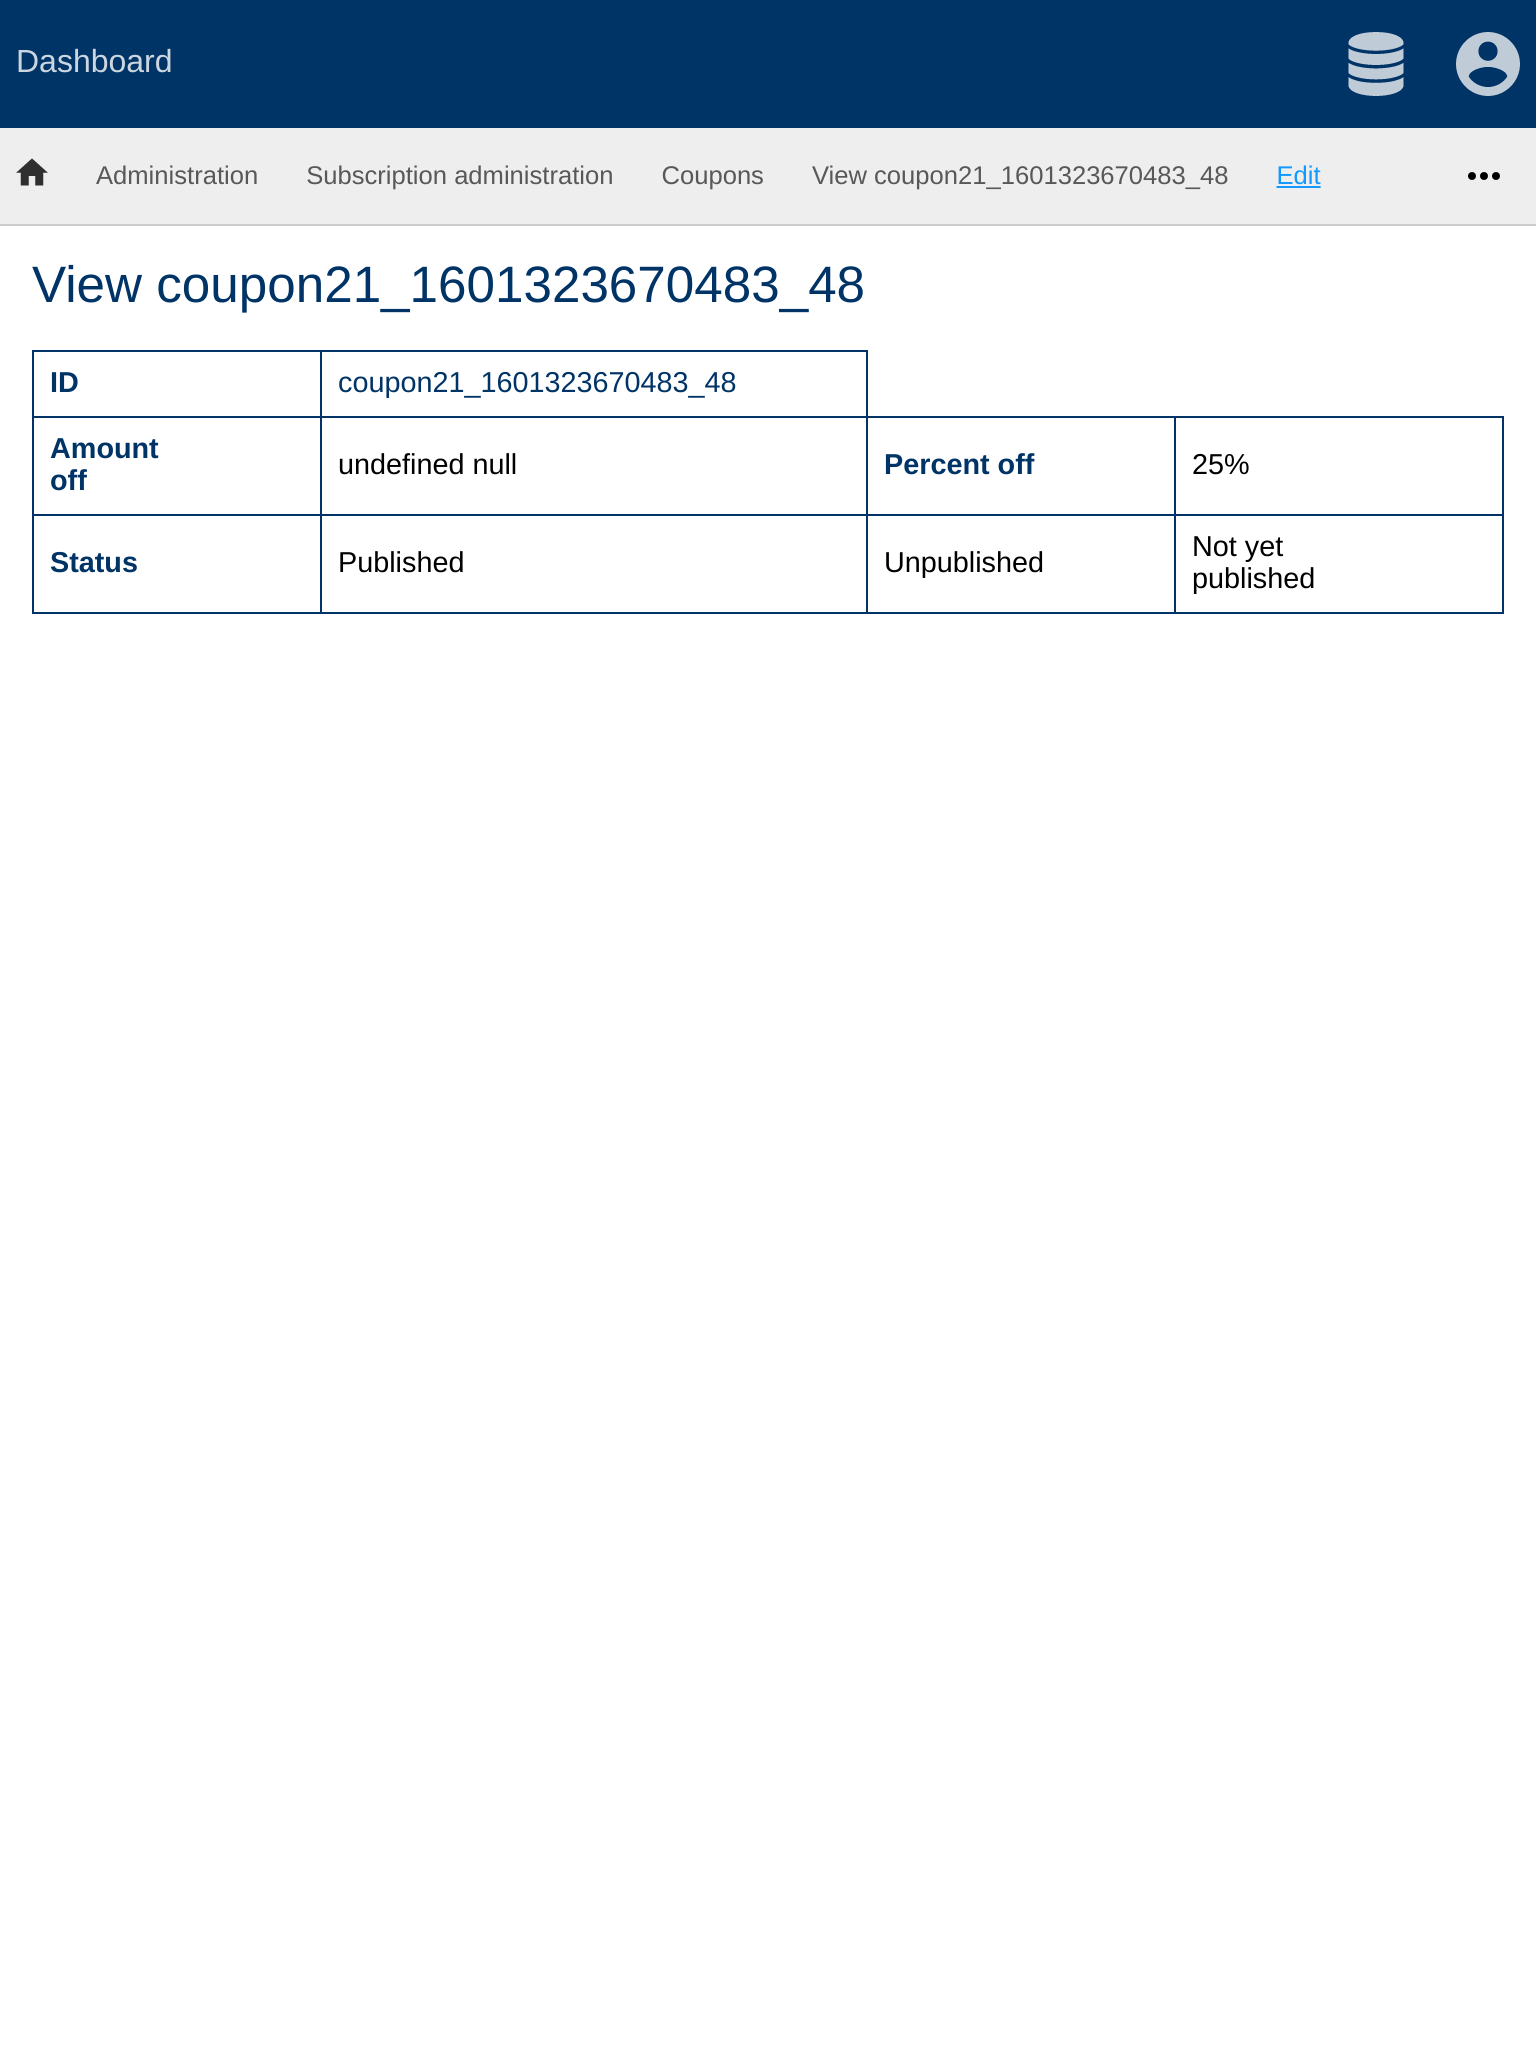 Dashboard
Administration Subscription administration Coupons View coupon21_1601323670483_48 Edit
View coupon21_1601323670483_48
ID coupon21_1601323670483_48
Amount
off
undefined null Percent off 25%
Status Published Unpublished
Not yet
published